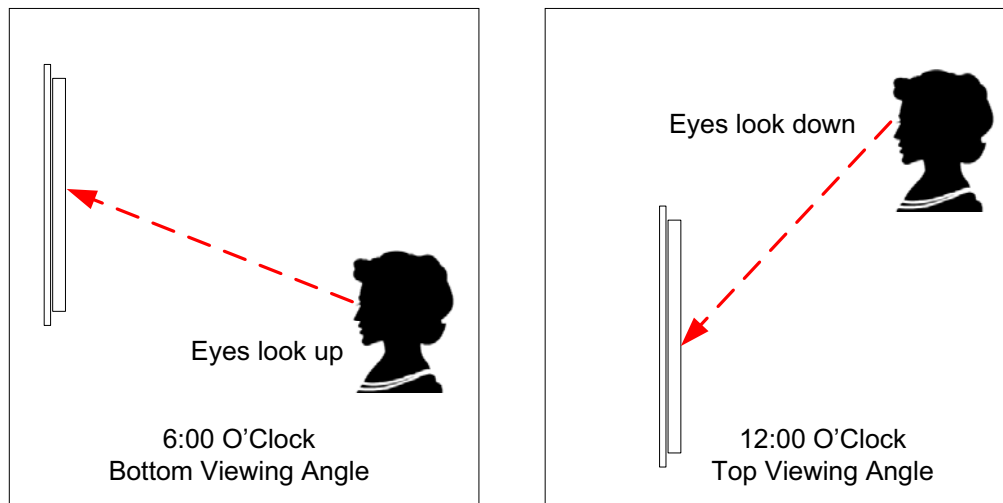 Eyes look up
6:00 O’Clock
Bottom Viewing Angle
Eyes look down
12:00 O’Clock
Top Viewing Angle